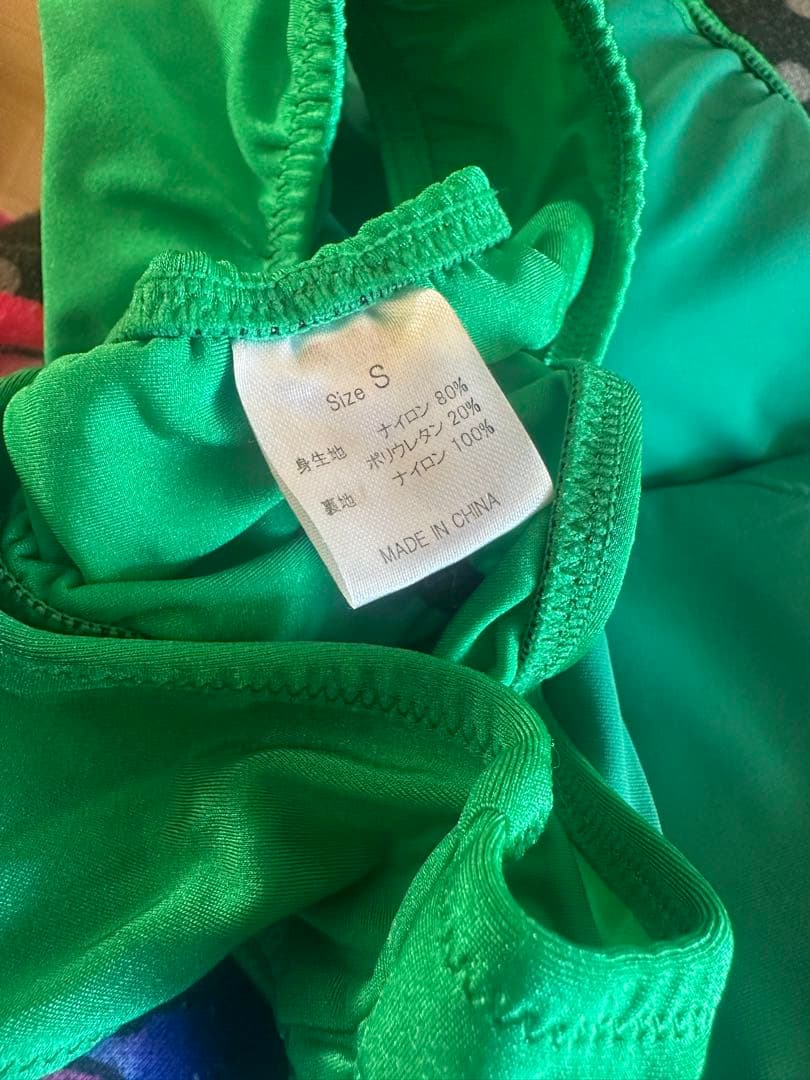 Size S
身生地 ナイロン 80%
ポリウレタン 20%
裏地 ナイロン 100%
MADE IN CHINA